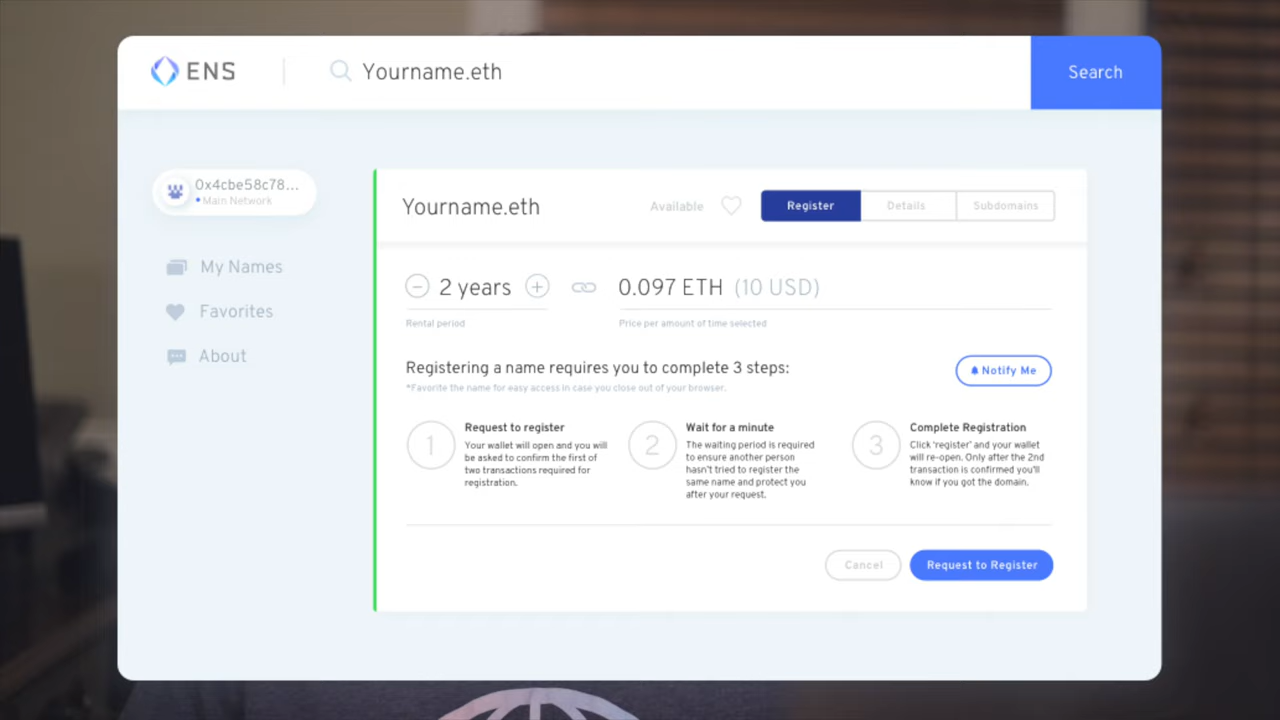 ENS
Yourname.eth
Search
0x4cbe58c78...
Main Network
My Names
Favorites
About
Yourname.eth
Available
Register
Details
Subdomains
2 years
0.097 ETH (10 USD)
Rental period
Price per amount of time selected
Registering a name requires you to complete 3 steps:
*Favorite the name for easy access in case you close out of your browser.
Notify Me
1
Request to register
Your wallet will open and you will
be asked to confirm the first of
two transactions required for
registration.
2
Wait for a minute
The waiting period is required
to ensure another person
hasn't tried to register the
same name and protect you
after your request.
3
Complete Registration
Click 'register' and your wallet
will re-open. Only after the 2nd
transaction is confirmed you'll
know if you got the domain.
Cancel
Request to Register